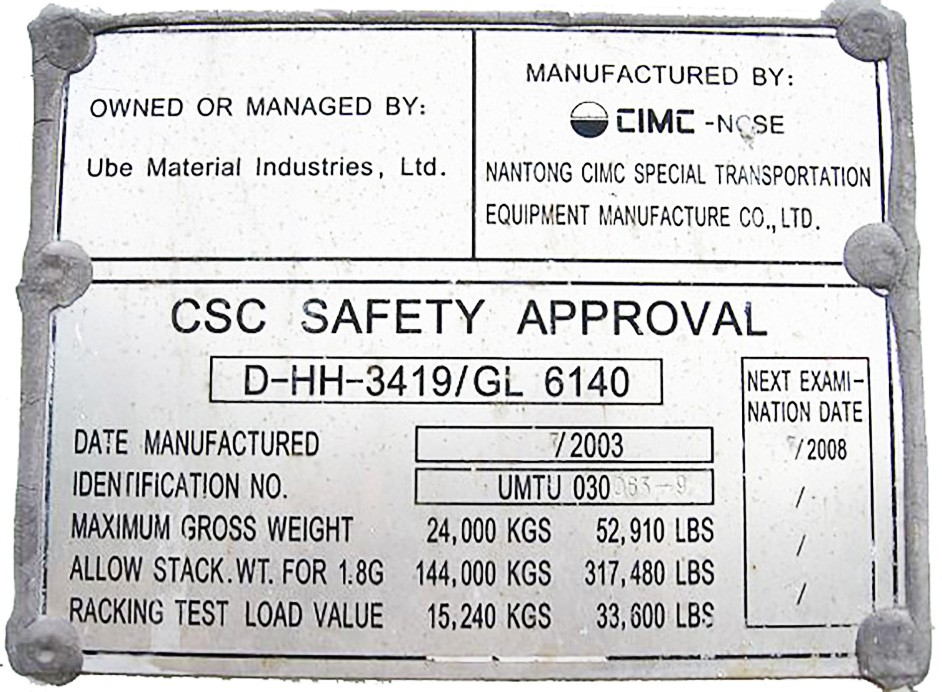 OWNED OR MANAGED BY:
Ube Material Industries, Ltd.
MANUFACTURED BY:
CIMC -NCSE
NANTONG CIMC SPECIAL TRANSPORTATION
EQUIPMENT MANUFACTURE CO., LTD.
CSC SAFETY APPROVAL
D-HH-3419/GL 6140
DATE MANUFACTURED 7/2003
IDENTIFICATION NO. UMTU 030063-9
MAXIMUM GROSS WEIGHT 24,000 KGS 52,910 LBS
ALLOW STACK.WT. FOR 1.8G 144,000 KGS 317,480 LBS
RACKING TEST LOAD VALUE 15,240 KGS 33,600 LBS
NEXT EXAMI-
NATION DATE
7/2008
/
/
/